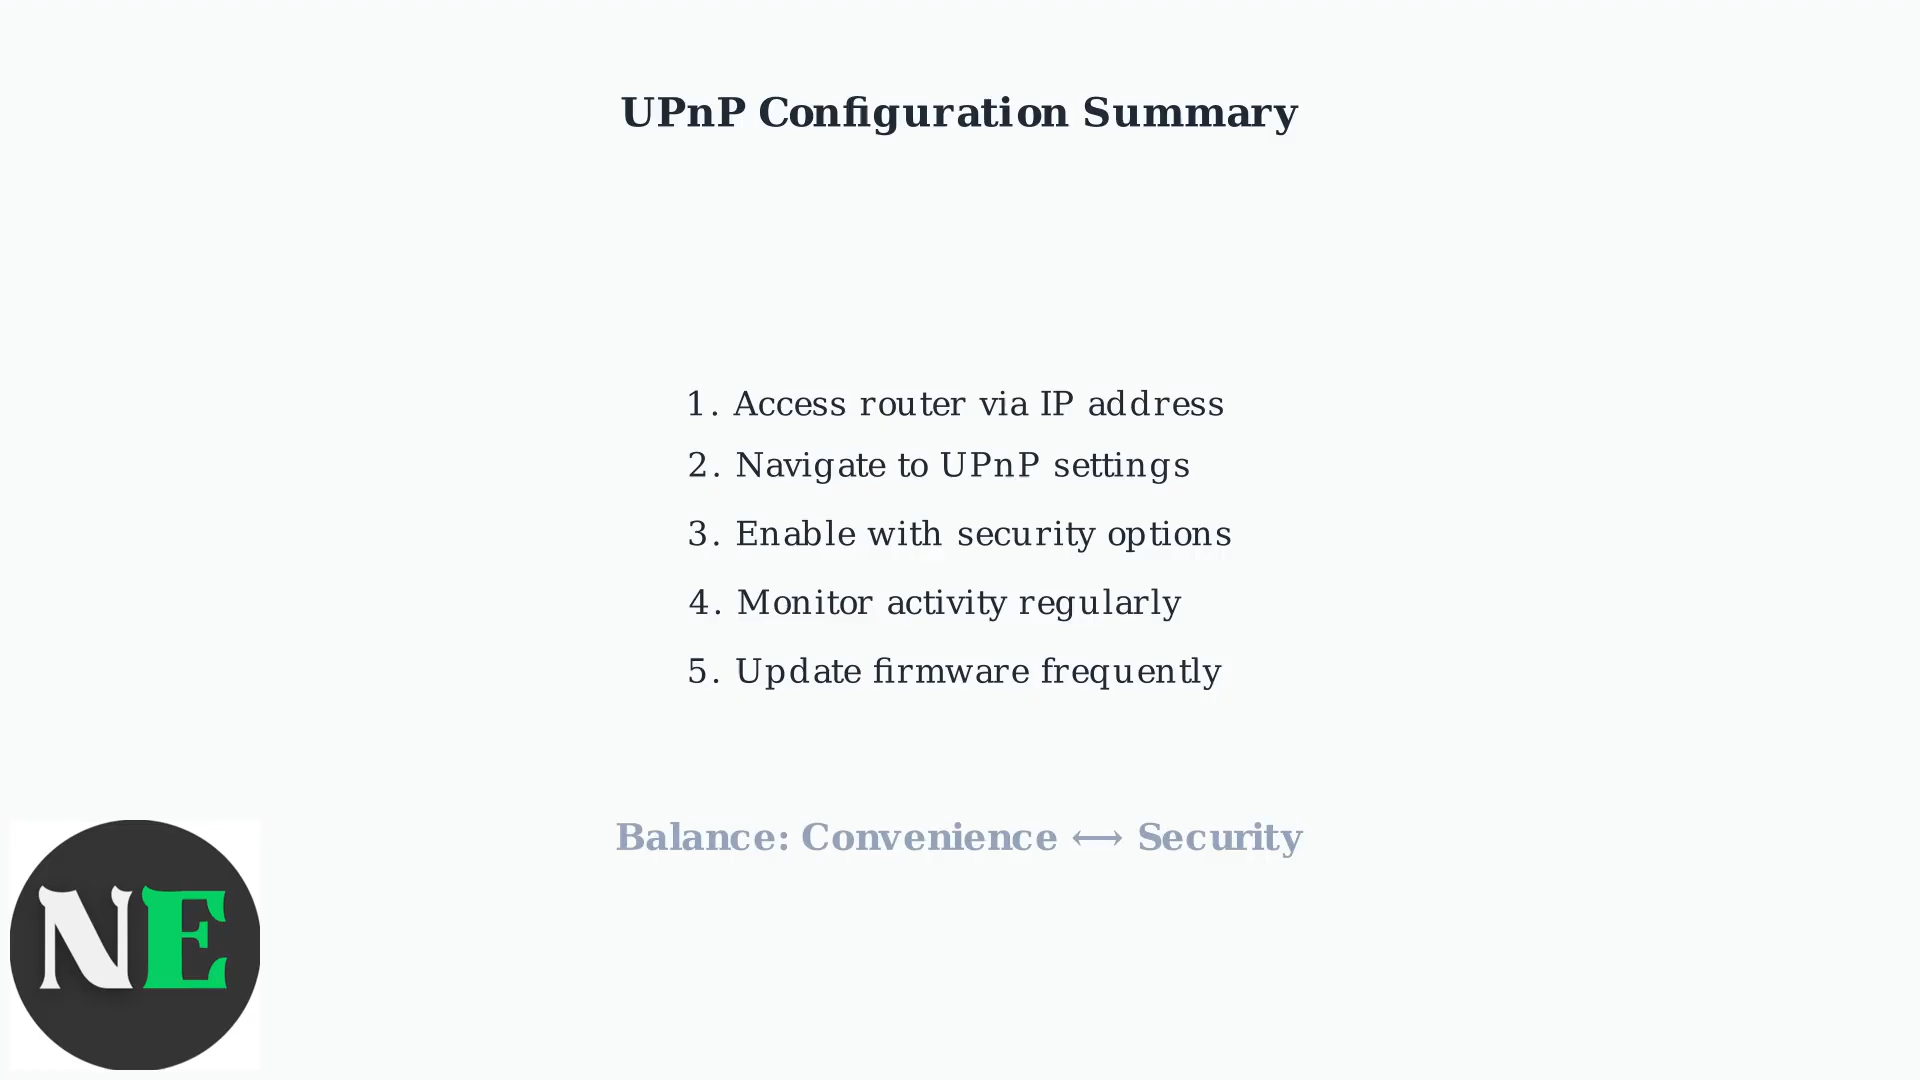 UPnP Configuration Summary
1. Access router via IP address
2. Navigate to UPnP settings
3. Enable with security options
4. Monitor activity regularly
5. Update firmware frequently
Balance: Convenience ⟷ Security
NE